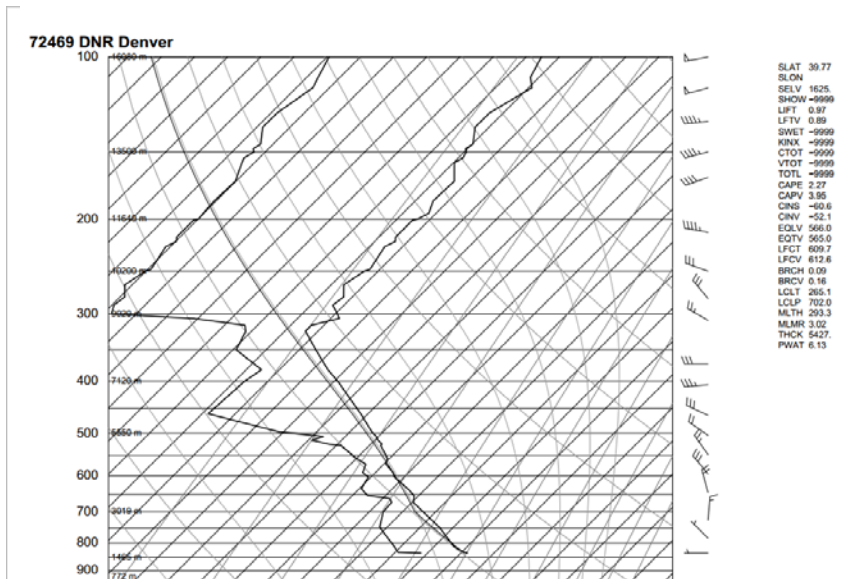 72469 DNR Denver
100
200
300
400
500
600
700
800
900
13500 m
11640 m
10200 m
7120 m
5550 m
3019 m
772 m
SLAT 39.77
SLON
SELV 1625.
SHOW -9999
LIFT 0.97
LFTV 0.89
SWET -9999
KINX -9999
CTOT -9999
VTOT -9999
TOTL -9999
CAPE 2.27
CAPV 3.95
CINS -60.6
CINV -52.1
EQLV 566.0
EQTV 565.0
LFCT 609.7
LFCV 612.6
BRCH 0.09
BRCV 0.16
LCLT 265.1
LCLP 702.0
MLTH 293.3
MLMR 3.02
THCK 5427.
PWAT 6.13